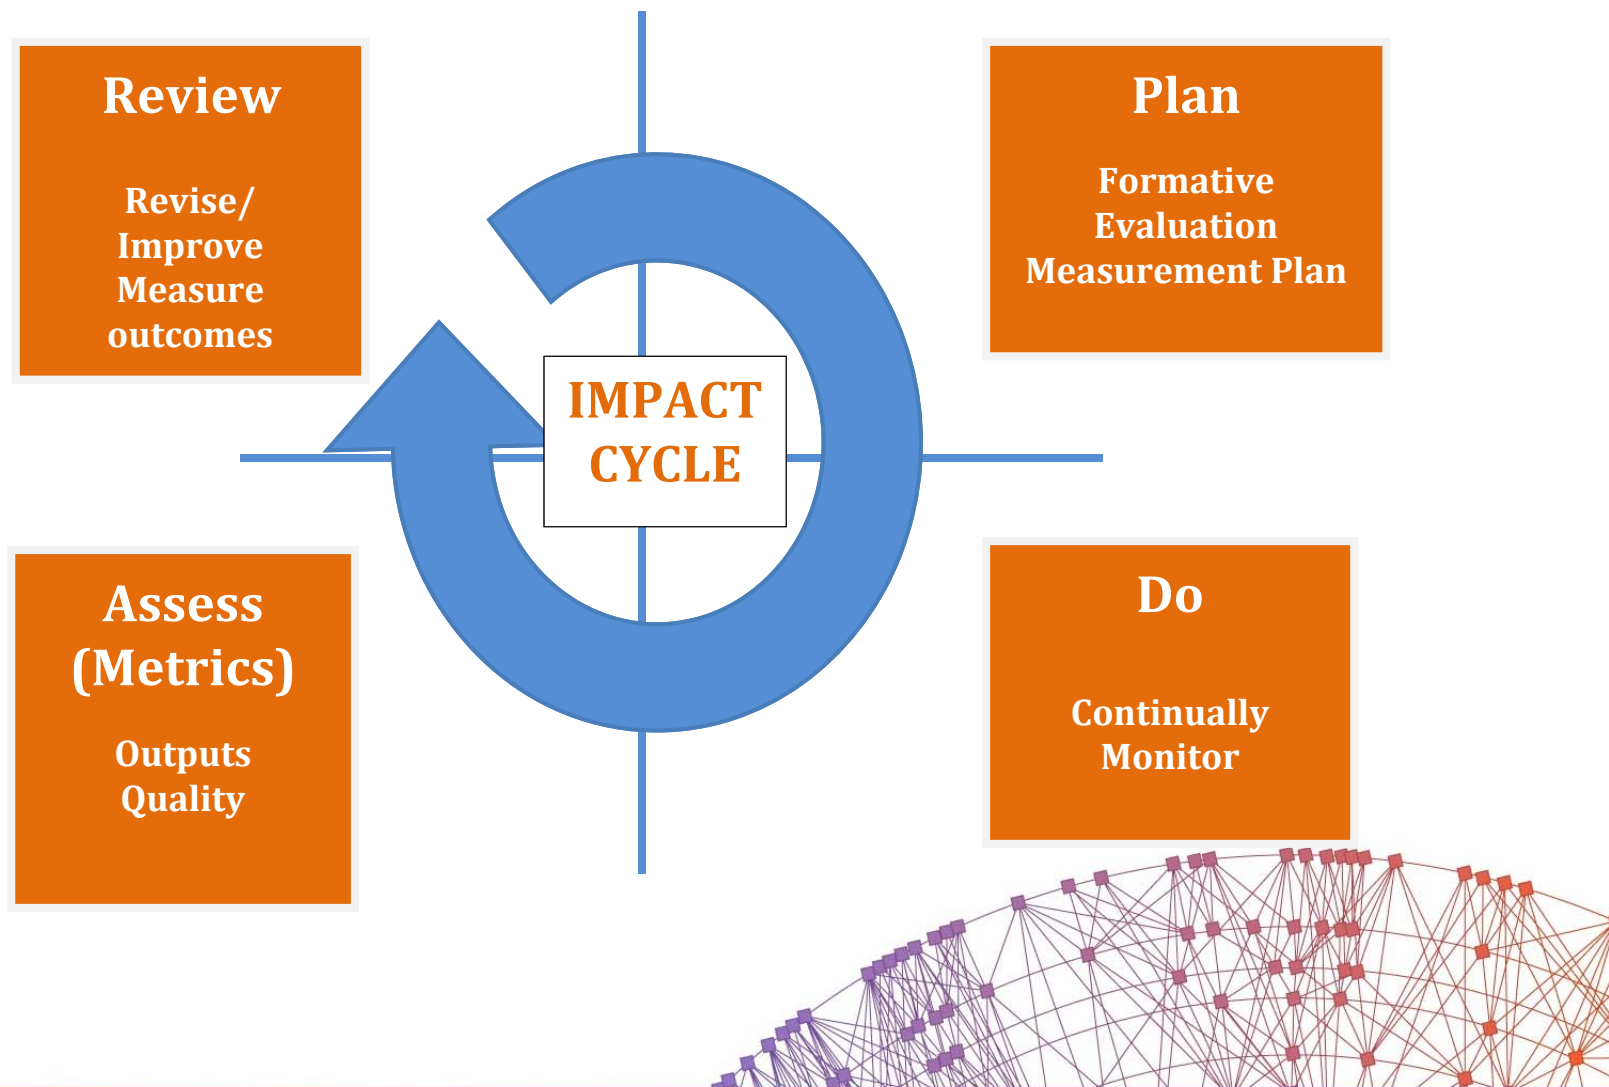 Review
Revise/
Improve
Measure
outcomes
Plan
Formative
Evaluation
Measurement Plan
IMPACT
CYCLE
Assess
(Metrics)
Outputs
Quality
Do
Continually
Monitor